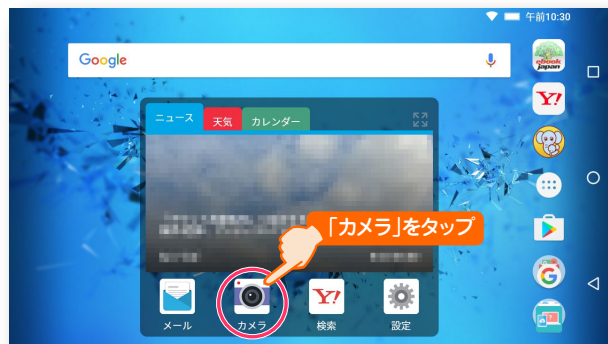 午前10:30
Google
ebook
japan
Y!
ニュース
天気
カレンダー
「カメラ」をタップ
G
Y!
メール
カメラ
検索
設定